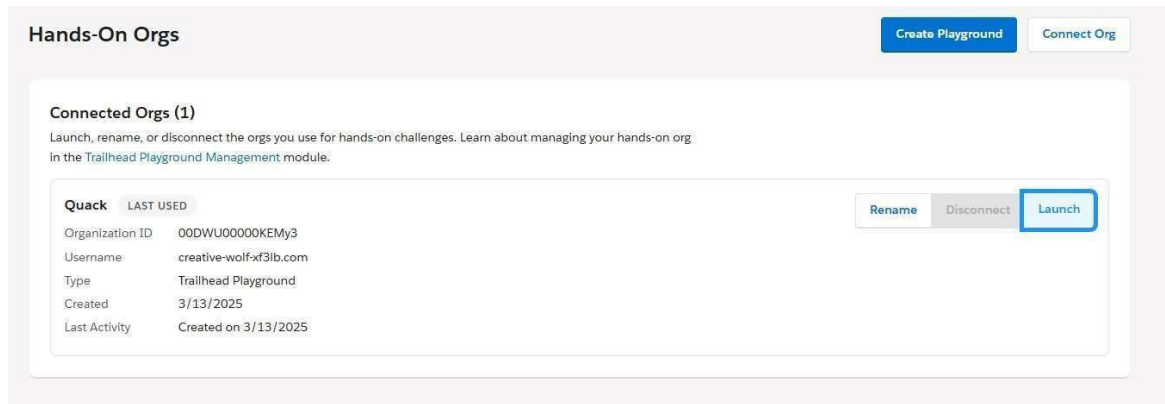 Hands-On Orgs
Create Playground
Connect Org
Connected Orgs (1)
Launch, rename, or disconnect the orgs you use for hands-on challenges. Learn about managing your hands-on org
in the Trailhead Playground Management module.
Quack LAST USED
Rename Disconnect Launch
Organization ID 00DWU00000KEMy3
Username creative-wolf-xf3lb.com
Type Trailhead Playground
Created 3/13/2025
Last Activity Created on 3/13/2025